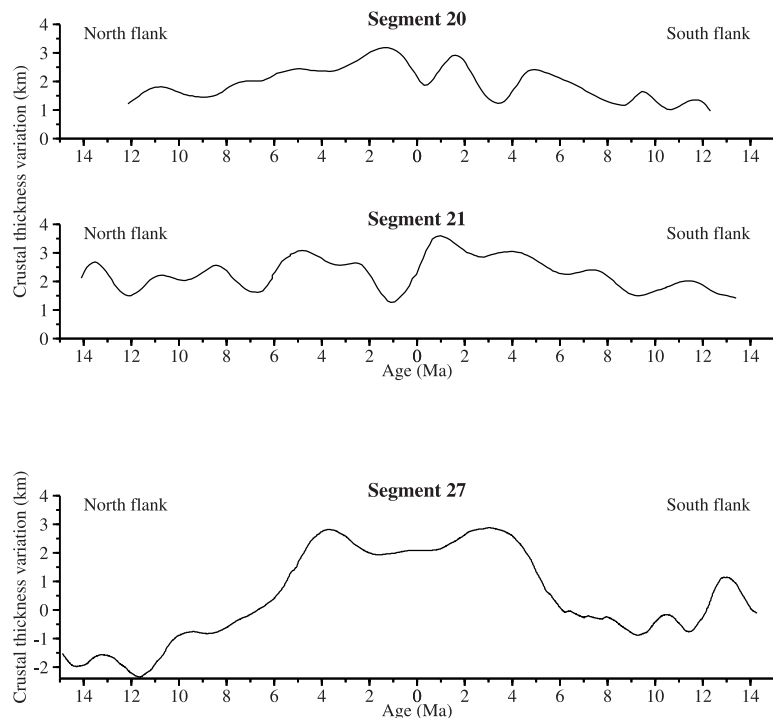 Segment 20
North flank
South flank
Crustal thickness variation (km)
4
3
2
1
0
14 12 10 8 6 4 2 0 2 4 6 8 10 12 14
Segment 21
North flank
South flank
4
3
2
1
0
14 12 10 8 6 4 2 0 2 4 6 8 10 12 14
Age (Ma)
Segment 27
North flank
South flank
Crustal thickness variation (km)
4
3
2
1
0
-1
-2
14 12 10 8 6 4 2 0 2 4 6 8 10 12 14
Age (Ma)